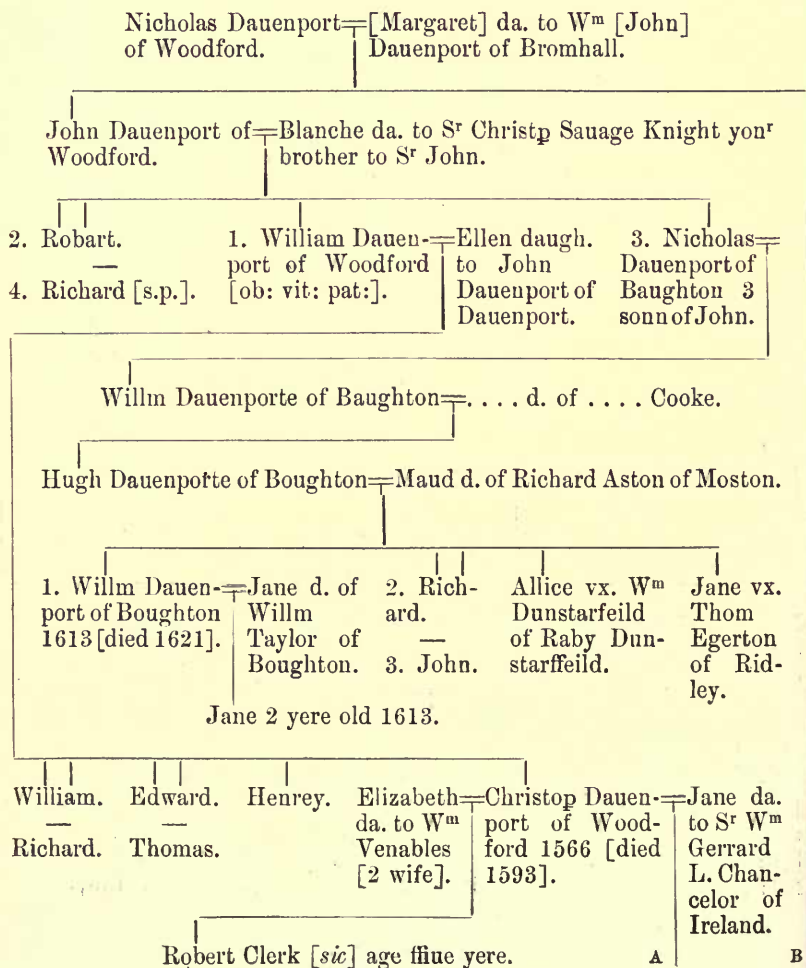 Nicholas Dauenport=[Margaret] da. to Wᵐ [John]
of Woodford. Dauenport of Bromhall.
John Dauenport of=Blanche da. to Sʳ Christꝑ Sauage Knight yonʳ
Woodford. brother to Sʳ John.
2. Robart.
—
4. Richard [s.p.].
1. William Dauen-=Ellen daugh.
port of Woodford to John
[ob: vit: pat:]. Dauenport of
Dauenport.
3. Nicholas=
Dauenport of
Baughton 3
sonn of John.
Willm Dauenporte of Baughton=. . . . d. of . . . . Cooke.
Hugh Dauenporte of Boughton=Maud d. of Richard Aston of Moston.
1. Willm Dauen-=Jane d. of
port of Boughton Willm
1613 [died 1621]. Taylor of
Boughton.
2. Rich-
ard.
—
3. John.
Allice vx. Wᵐ
Dunstarfeild
of Raby Dun-
starffeild.
Jane vx.
Thom
Egerton
of Rid-
ley.
Jane 2 yere old 1613.
William.
—
Richard.
Edward.
—
Thomas.
Henrey.
Elizabeth=Christoꝑ Dauen-=Jane da.
da. to Wᵐ port of Wood- to Sʳ Wᵐ
Venables ford 1566 [died Gerrard
[2 wife]. 1593]. L. Chan-
celor of
Ireland.
Robert Clerk [sic] age ffiue yere. A B